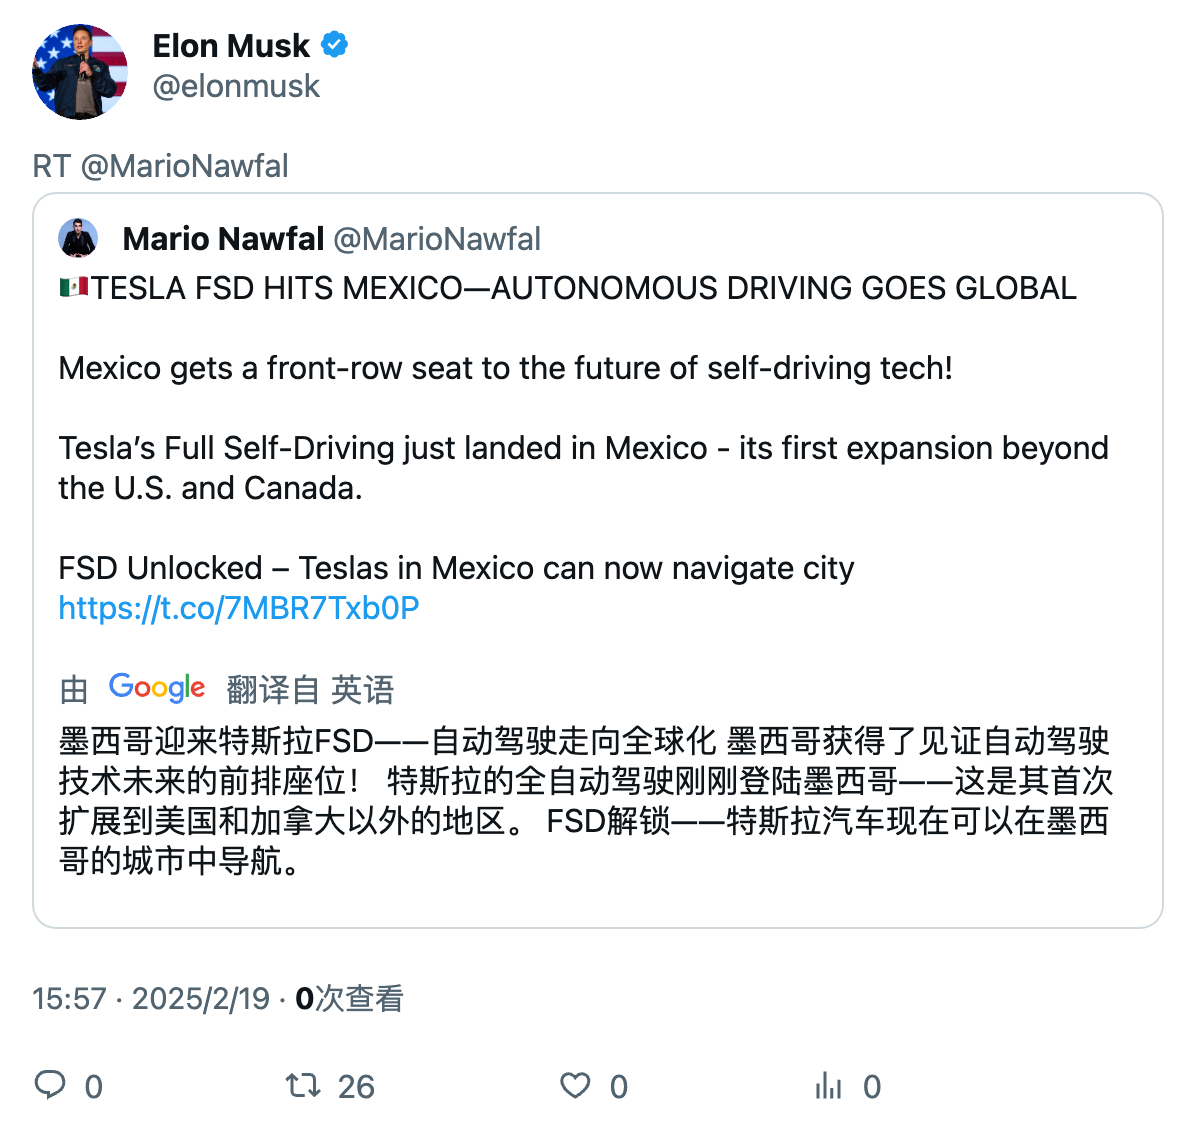 Elon Musk
@elonmusk
RT @MarioNawfal
Mario Nawfal @MarioNawfal
🇲🇽TESLA FSD HITS MEXICO—AUTONOMOUS DRIVING GOES GLOBAL
Mexico gets a front-row seat to the future of self-driving tech!
Tesla’s Full Self-Driving just landed in Mexico - its first expansion beyond
the U.S. and Canada.
FSD Unlocked – Teslas in Mexico can now navigate city
https://t.co/7MBR7Txb0P
由 Google 翻译自 英语
墨西哥迎来特斯拉FSD——自动驾驶走向全球化 墨西哥获得了见证自动驾驶
技术未来的前排座位！ 特斯拉的全自动驾驶刚刚登陆墨西哥——这是其首次
扩展到美国和加拿大以外的地区。 FSD解锁——特斯拉汽车现在可以在墨西
哥的城市中导航。
15:57 · 2025/2/19 · 0次查看
0 26 0 0